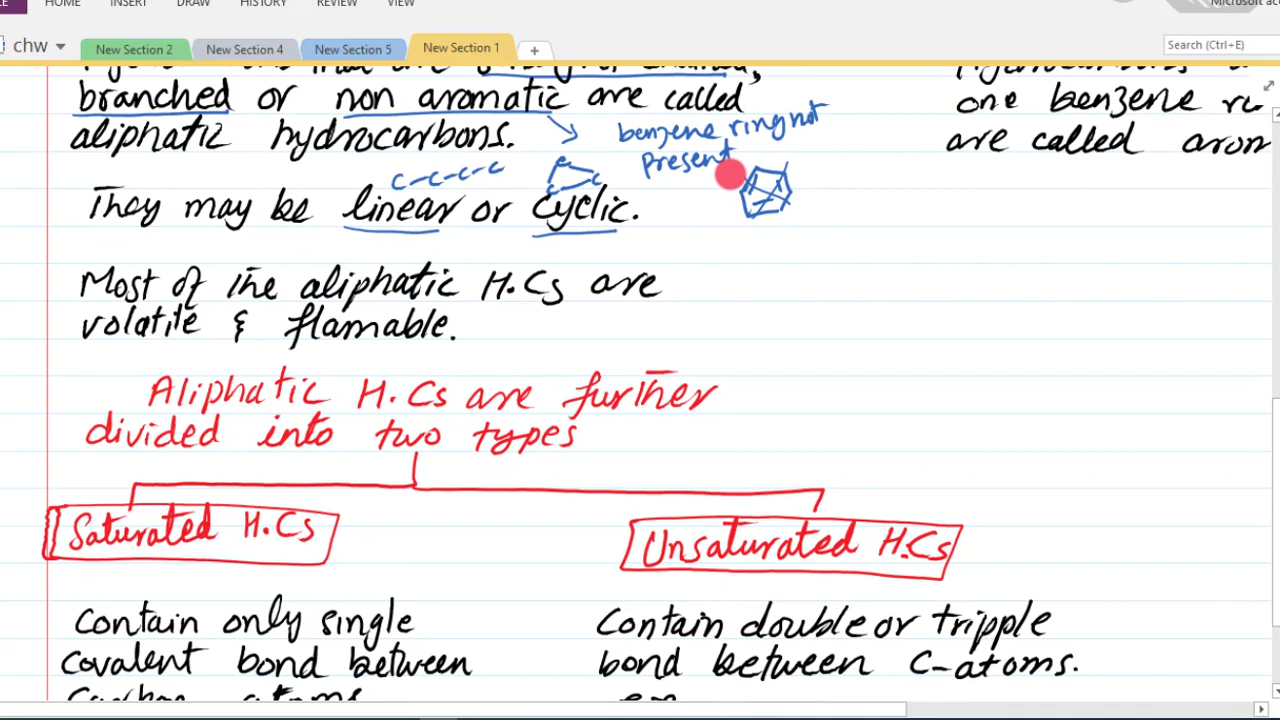 HOME INSERT DRAW HISTORY REVIEW VIEW
chw New Section 2 New Section 4 New Section 5 New Section 1 + Search (Ctrl+E)
branched or non aromatic are called
aliphatic hydrocarbons.
benzene ring not
present
C-C-C-C
They may be linear or cyclic.
Most of the aliphatic H.Cs are
volatile & flamable.
Aliphatic H.Cs are further
divided into two types
Saturated H.Cs
Unsaturated H.Cs
Contain only single
covalent bond between
Contain double or tripple
bond between C-atoms.
one benzene
are called